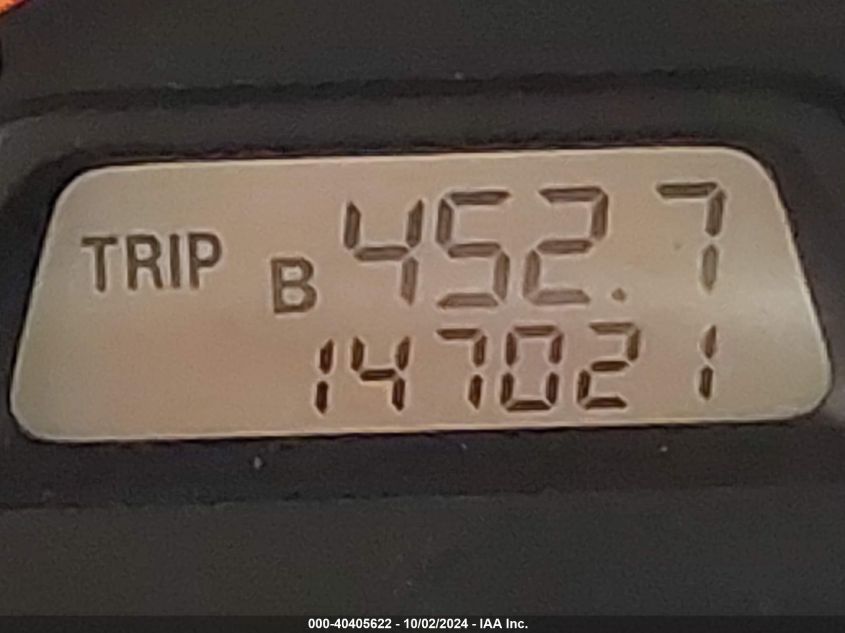 TRIP B 452.7
147021
000-40405622 - 10/02/2024 - IAA Inc.